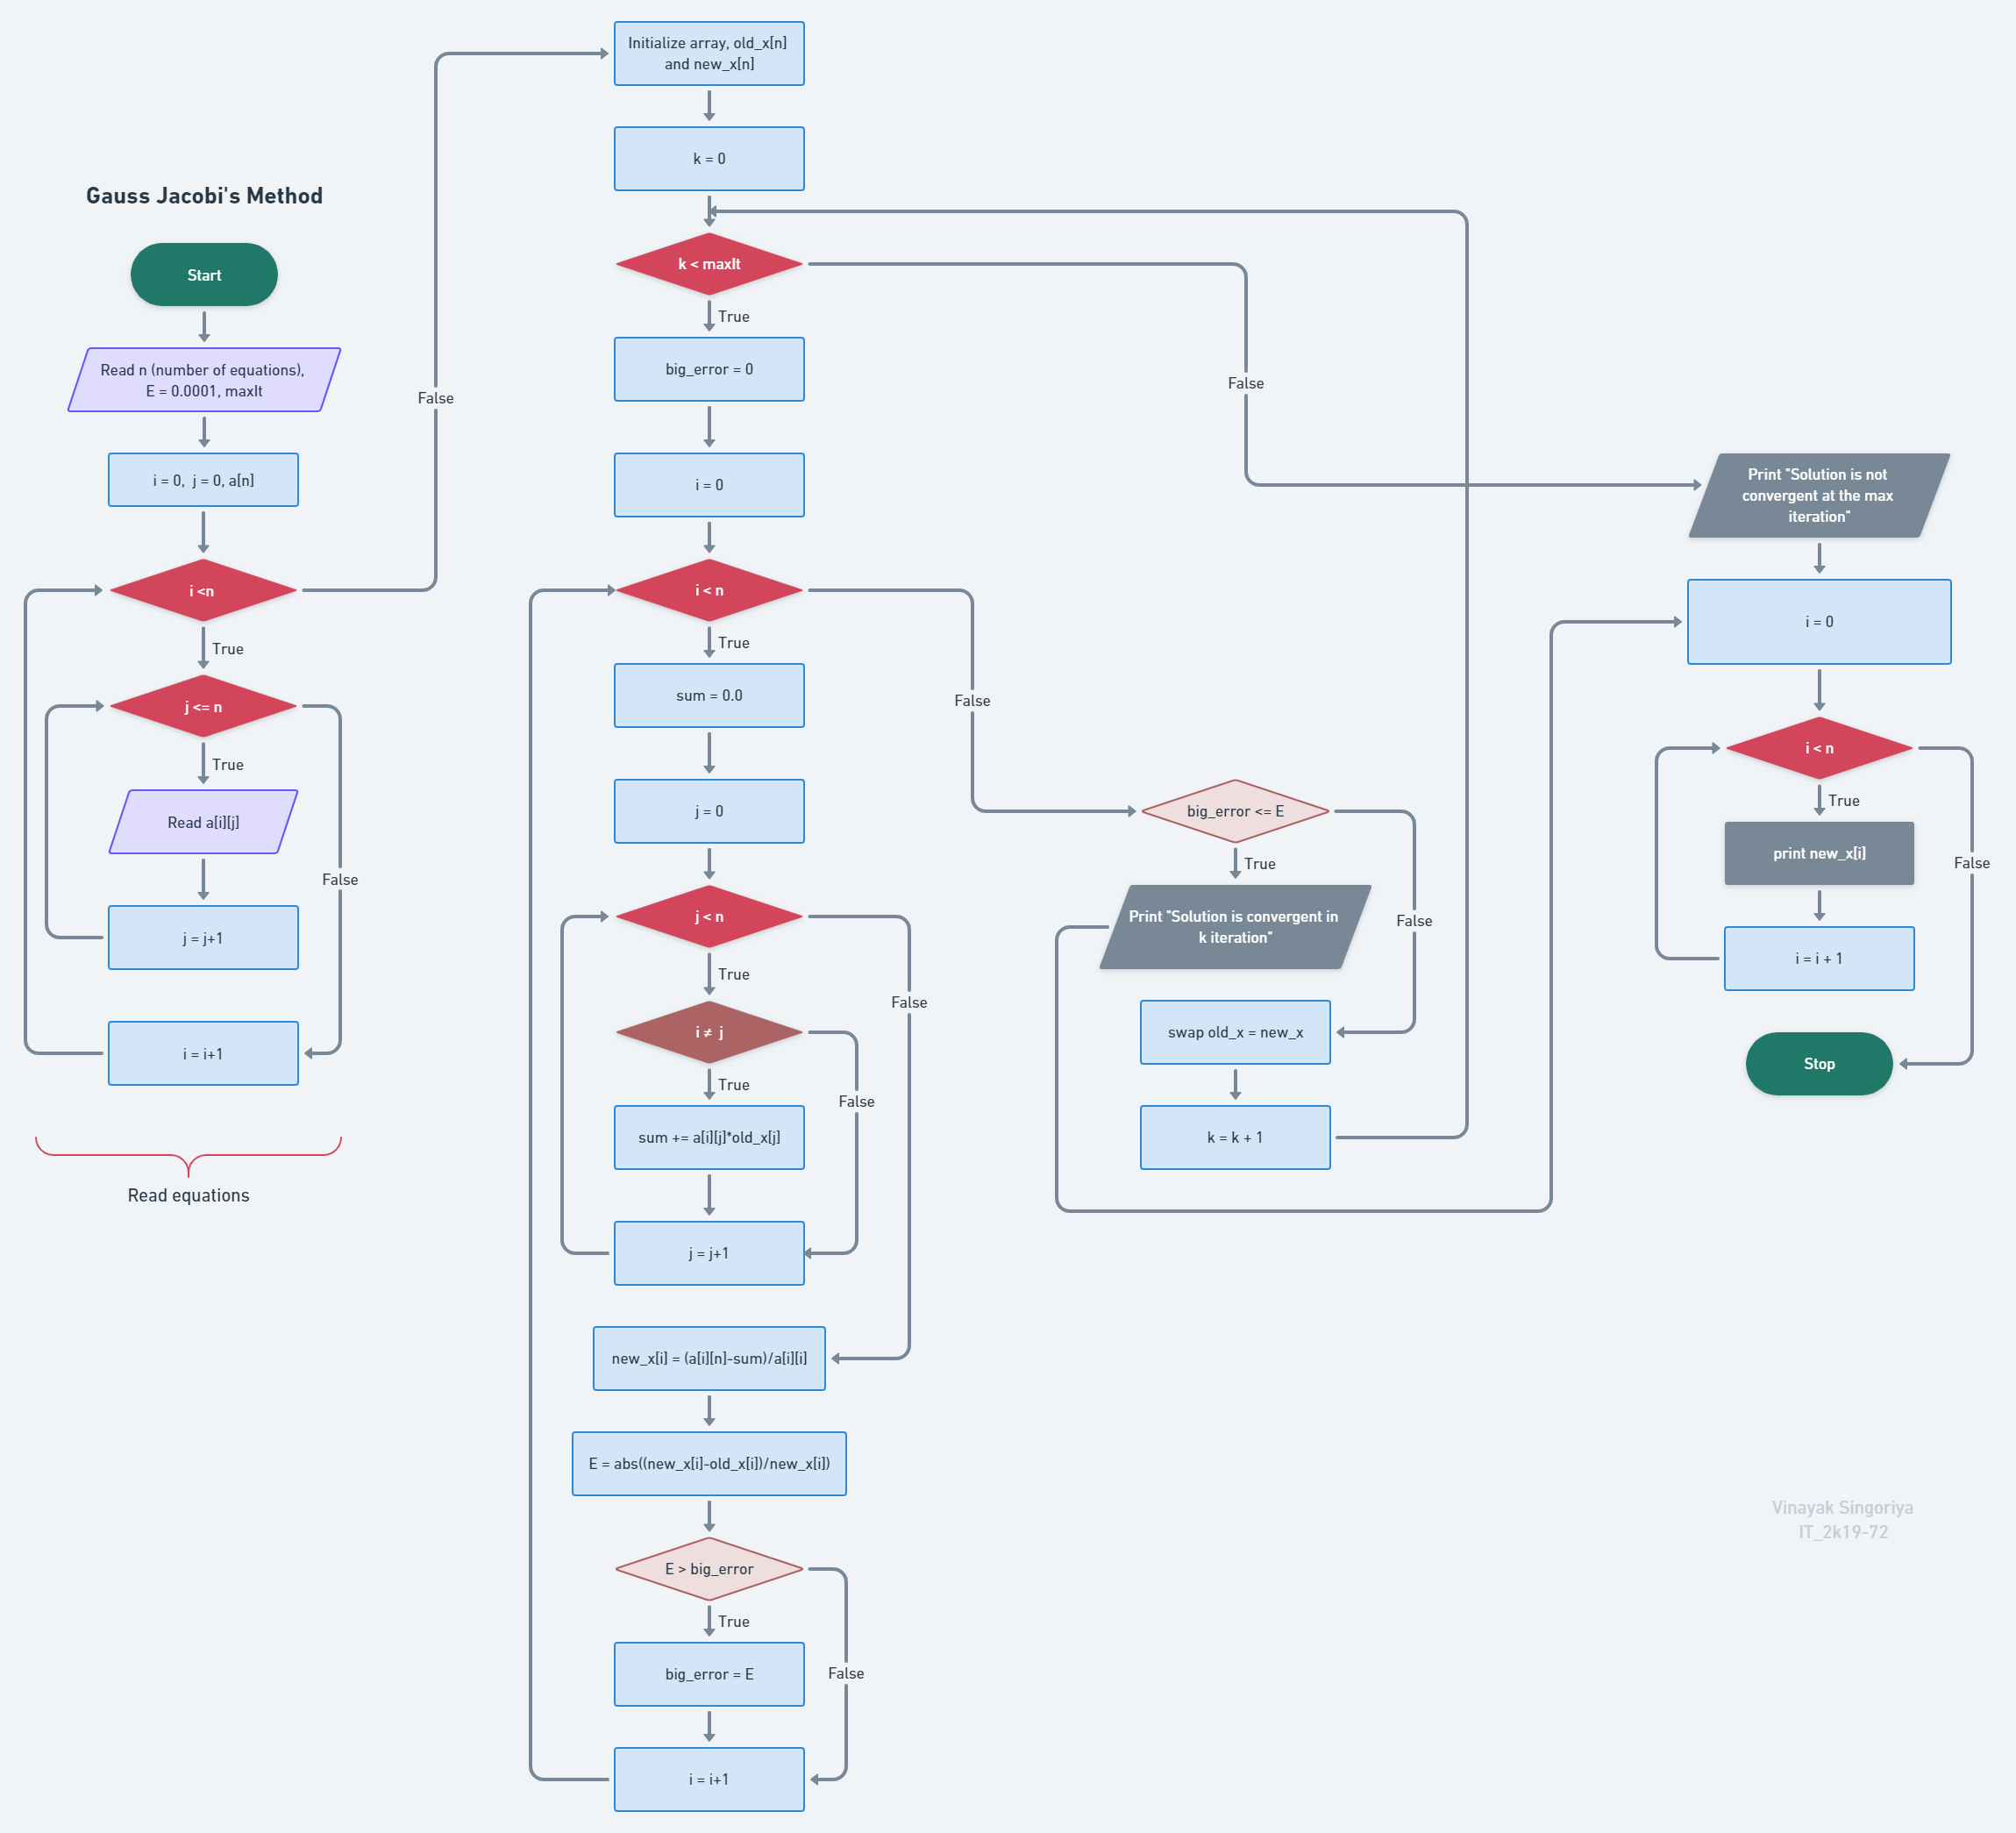 Gauss Jacobi's Method
Start
Read n (number of equations),
E = 0.0001, maxIt
i = 0,  j = 0, a[n]
i <n
True
False
j <= n
True
False
Read a[i][j]
j = j+1
i = i+1
Read equations
Initialize array, old_x[n]
and new_x[n]
k = 0
k < maxIt
True
False
big_error = 0
i = 0
i < n
True
False
sum = 0.0
j = 0
j < n
True
False
i ≠ j
True
False
sum += a[i][j]*old_x[j]
j = j+1
new_x[i] = (a[i][n]-sum)/a[i][i]
E = abs((new_x[i]-old_x[i])/new_x[i])
E > big_error
True
False
big_error = E
i = i+1
big_error <= E
True
False
Print "Solution is convergent in
k iteration"
swap old_x = new_x
k = k + 1
Print "Solution is not
convergent at the max
iteration"
i = 0
i < n
True
False
print new_x[i]
i = i + 1
Stop
Vinayak Singoriya
IT_2k19-72